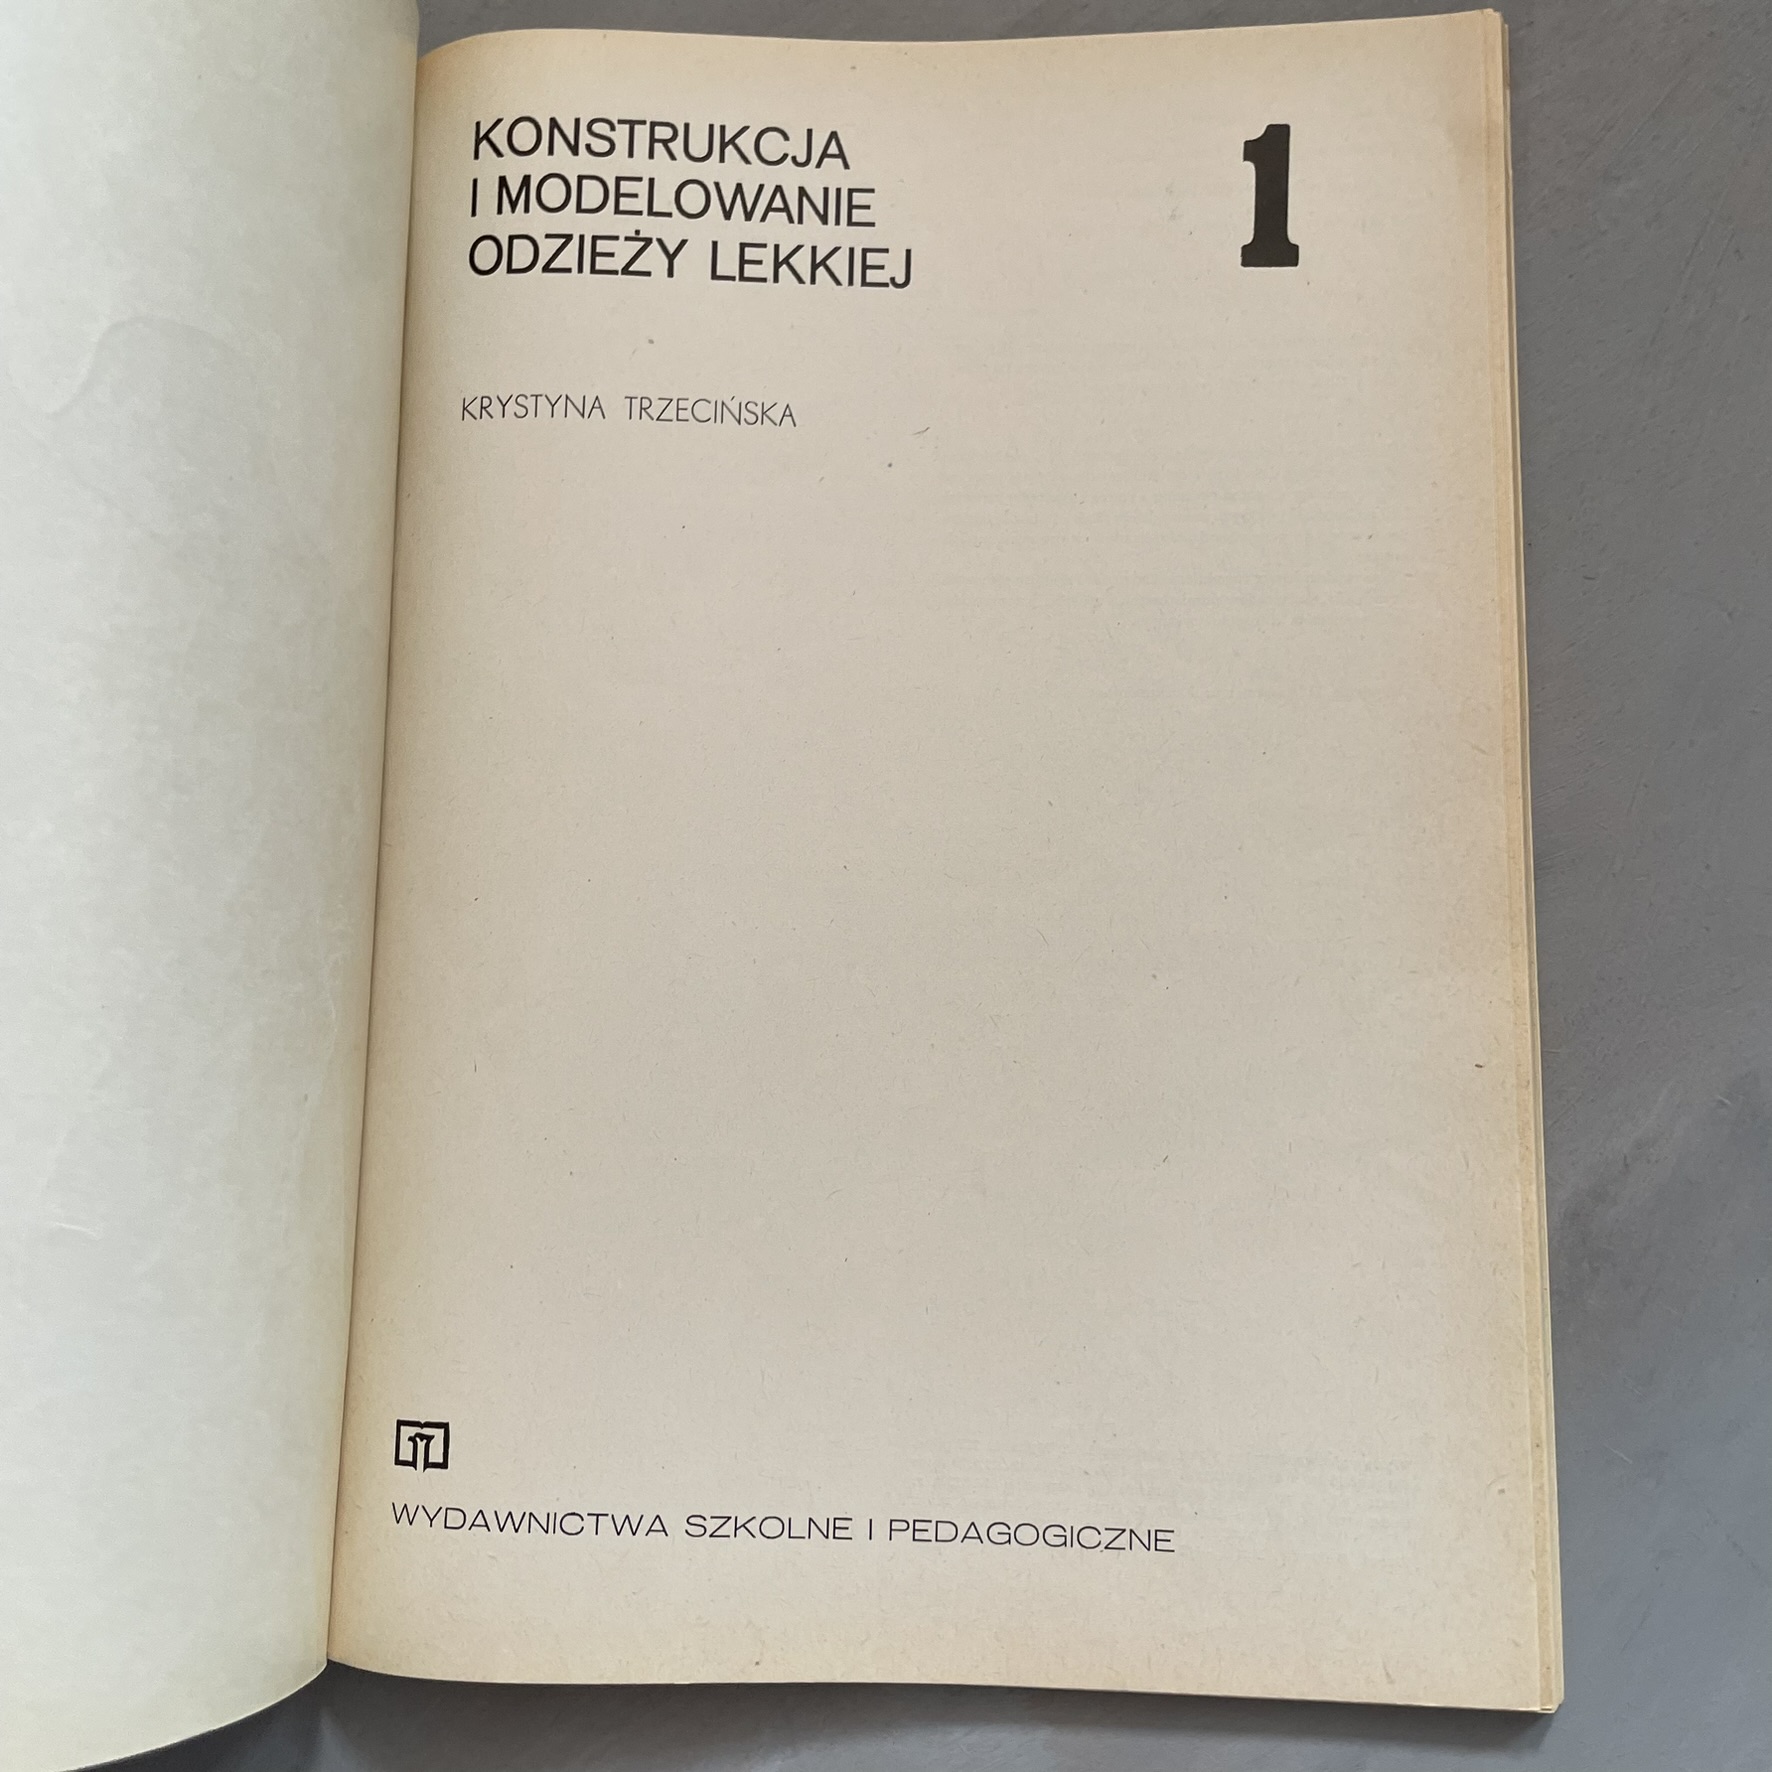 KONSTRUKCJA
I MODELOWANIE
ODZIEŻY LEKKIEJ
1
KRYSTYNA TRZECIŃSKA
WYDAWNICTWA SZKOLNE I PEDAGOGICZNE